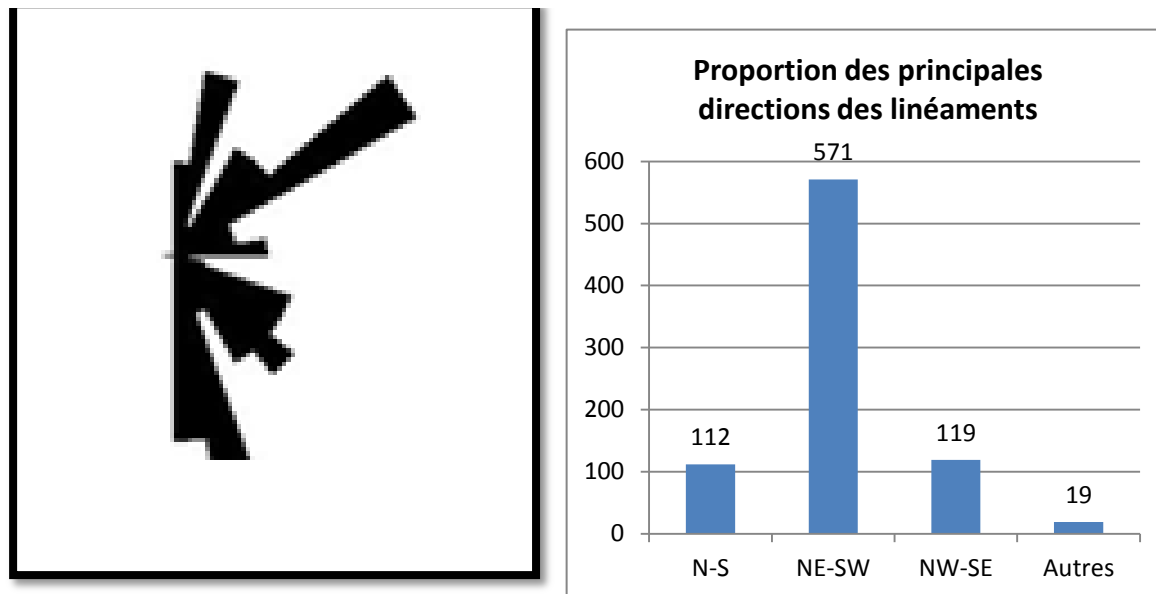 Proportion des principales
directions des linéaments
600
500
400
300
200
100
0
571
112
119
19
N-S
NE-SW
NW-SE
Autres